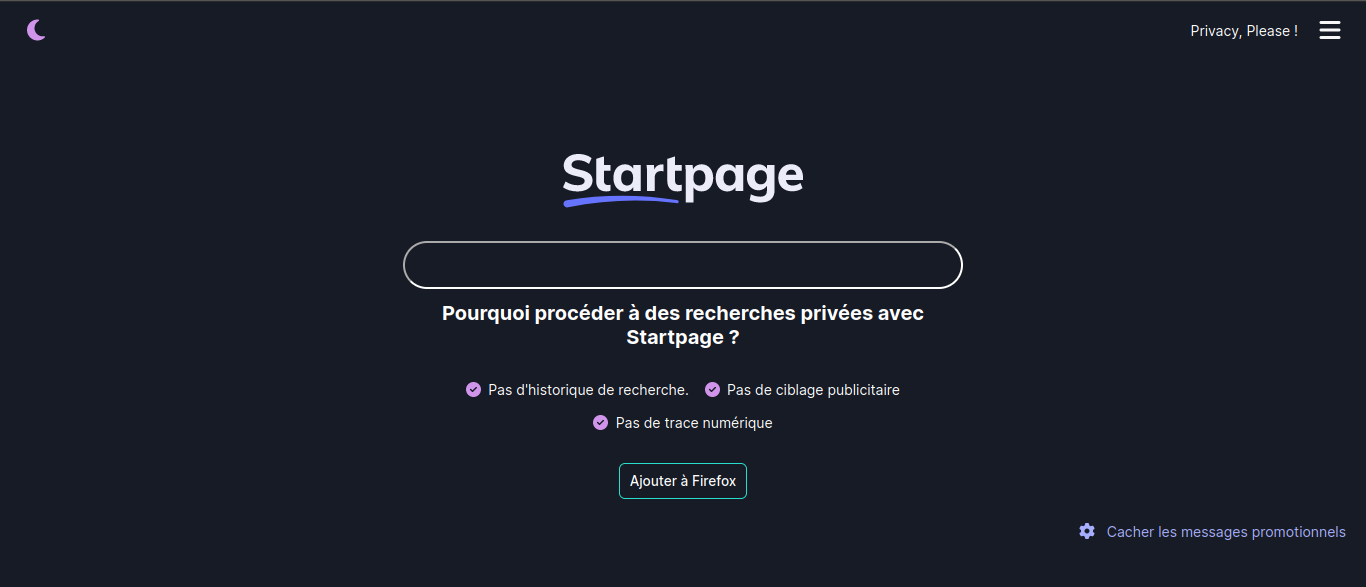 Privacy, Please !
Startpage
Pourquoi procéder à des recherches privées avec
Startpage ?
Pas d'historique de recherche.
Pas de ciblage publicitaire
Pas de trace numérique
Ajouter à Firefox
Cacher les messages promotionnels